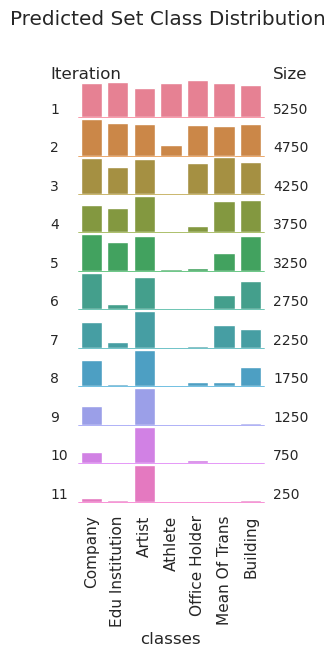 Predicted Set Class Distribution
Iteration Size
1 5250
2 4750
3 4250
4 3750
5 3250
6 2750
7 2250
8 1750
9 1250
10 750
11 250
Company
Edu Institution
Artist
Athlete
Office Holder
Mean Of Trans
Building
classes